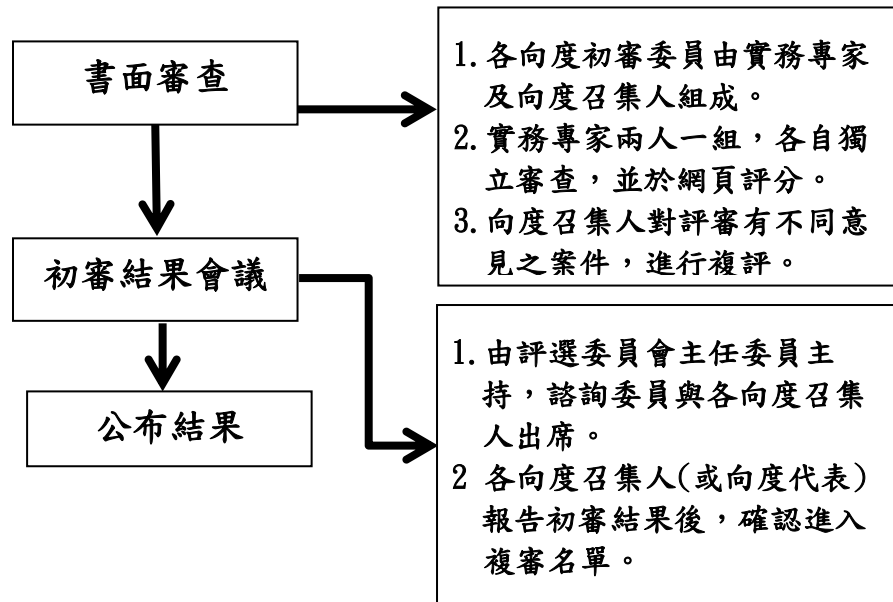 書面審查
1.各向度初審委員由實務專家
及向度召集人組成。
2.實務專家兩人一組，各自獨
立審查，並於網頁評分。
3.向度召集人對評審有不同意
見之案件，進行複評。
初審結果會議
1.由評選委員會主任委員主
持，諮詢委員與各向度召集
人出席。
2 各向度召集人(或向度代表)
報告初審結果後，確認進入
複審名單。
公布結果